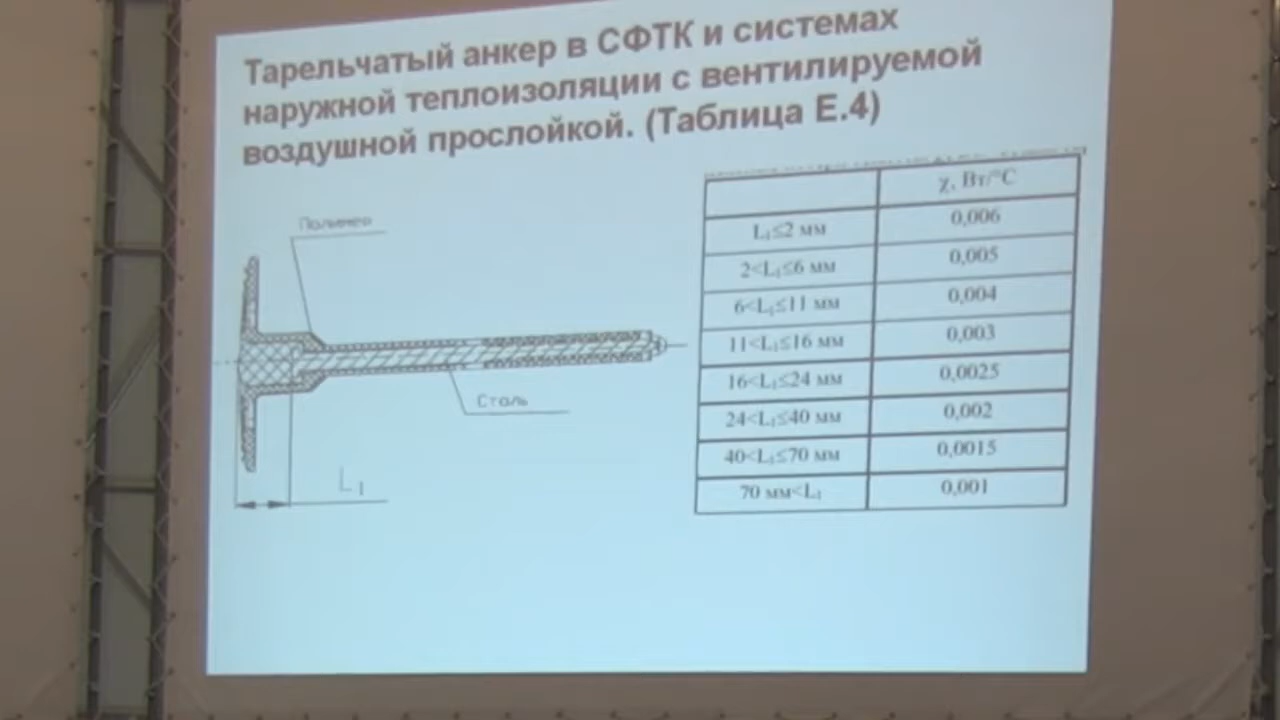 Тарельчатый анкер в СФТК и системах
наружной теплоизоляции с вентилируемой
воздушной прослойкой. (Таблица Е.4)
Полимер
Сталь
L1
χ, Вт/°С
L1≤2 мм 0,006
2<L1≤6 мм 0,005
6<L1≤11 мм 0,004
11<L1≤16 мм 0,003
16<L1≤24 мм 0,0025
24<L1≤40 мм 0,002
40<L1≤70 мм 0,0015
70 мм<L1 0,001